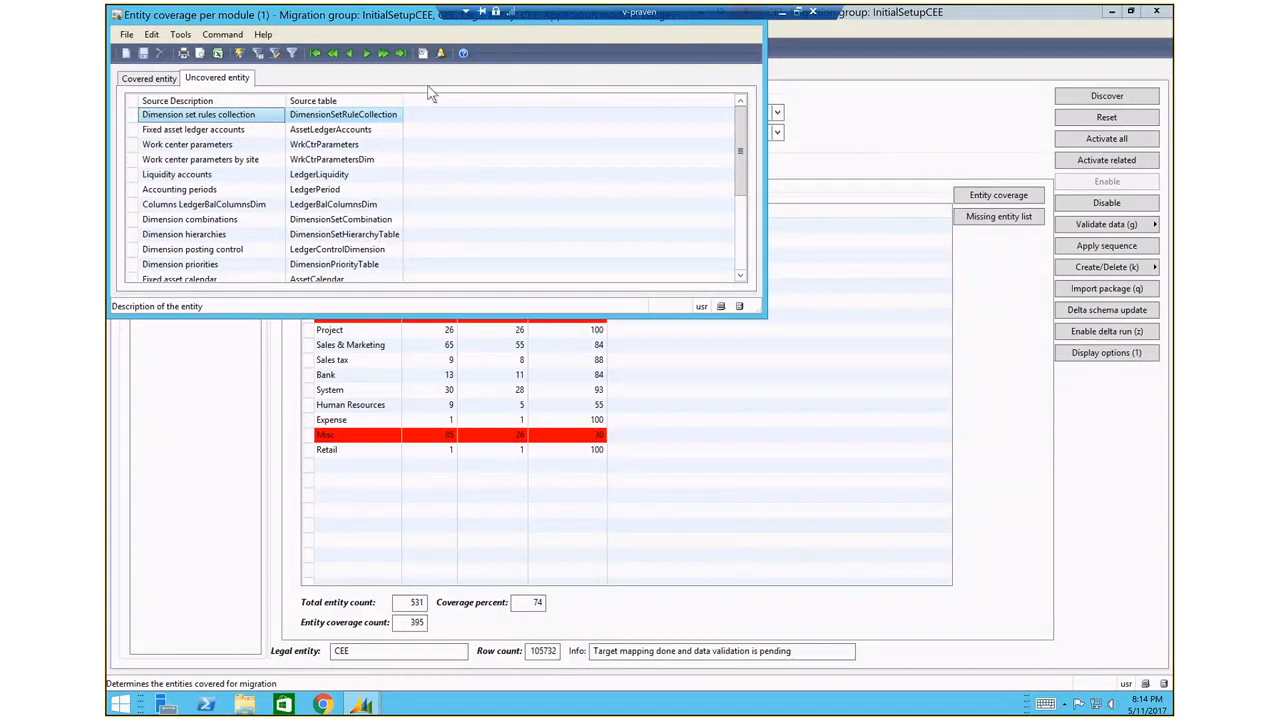 Entity coverage per module (1) - Migration group: InitialSetupCEE,
v-praven
group: InitialSetupCEE
File Edit Tools Command Help
Covered entity Uncovered entity
Source Description Source table
Dimension set rules collection DimensionSetRuleCollection
Fixed asset ledger accounts AssetLedgerAccounts
Work center parameters WrkCtrParameters
Work center parameters by site WrkCtrParametersDim
Liquidity accounts LedgerLiquidity
Accounting periods LedgerPeriod
Columns LedgerBalColumnsDim LedgerBalColumnsDim
Dimension combinations DimensionSetCombination
Dimension hierarchies DimensionSetHierarchyTable
Dimension posting control LedgerControlDimension
Dimension priorities DimensionPriorityTable
Fixed asset calendar AssetCalendar
Description of the entity usr
Discover
Reset
Activate all
Activate related
Enable
Disable
Validate data (g)
Apply sequence
Create/Delete (k)
Import package (q)
Delta schema update
Enable delta run (z)
Display options (1)
Entity coverage
Missing entity list
Project 26 26 100
Sales & Marketing 65 55 84
Sales tax 9 8 88
Bank 13 11 84
System 30 28 93
Human Resources 9 5 55
Expense 1 1 100
Misc 85 26 30
Retail 1 1 100
Total entity count: 531 Coverage percent: 74
Entity coverage count: 395
Legal entity: CEE Row count: 105732 Info: Target mapping done and data validation is pending
Determines the entities covered for migration usr
8:14 PM
5/11/2017